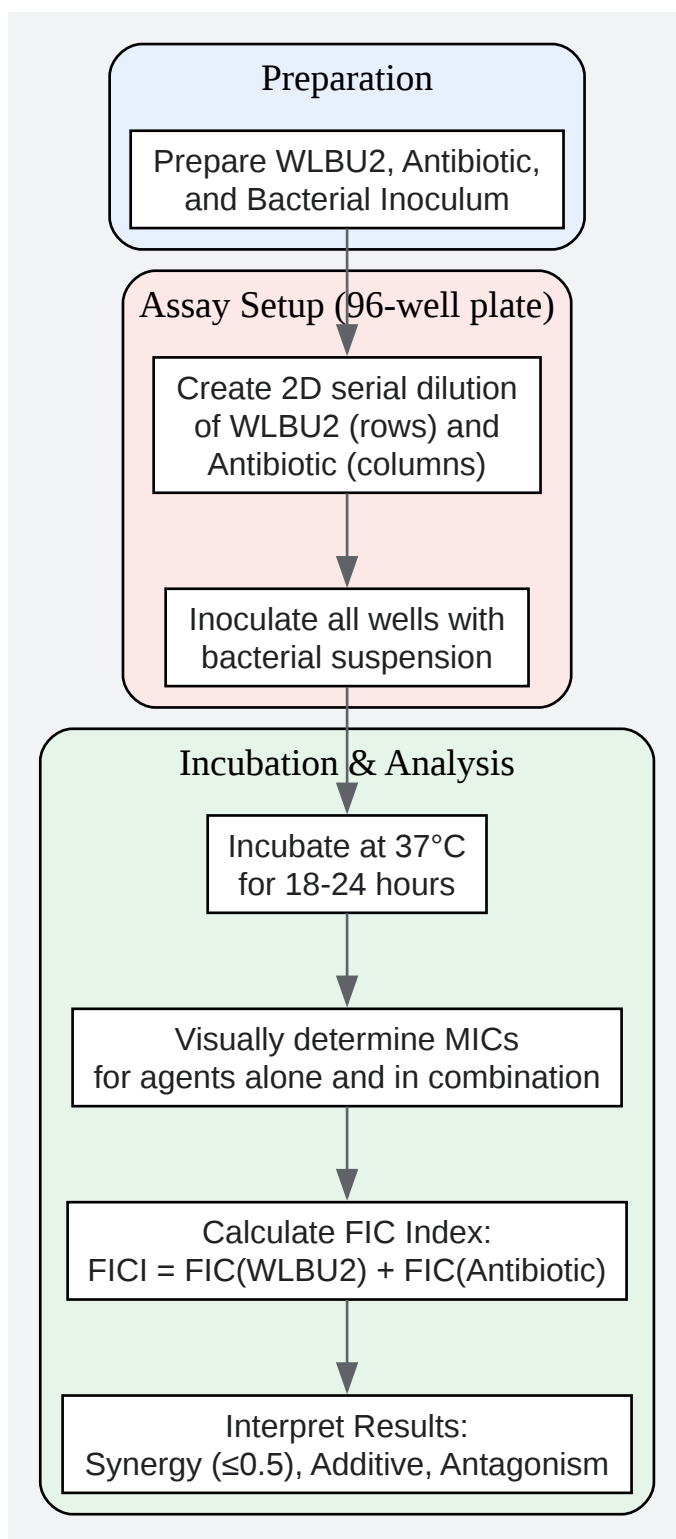 Preparation
Prepare WLBU2, Antibiotic,
and Bacterial Inoculum
Assay Setup (96-well plate)
Create 2D serial dilution
of WLBU2 (rows) and
Antibiotic (columns)
Inoculate all wells with
bacterial suspension
Incubation & Analysis
Incubate at 37°C
for 18-24 hours
Visually determine MICs
for agents alone and in combination
Calculate FIC Index:
FICI = FIC(WLBU2) + FIC(Antibiotic)
Interpret Results:
Synergy (≤0.5), Additive, Antagonism